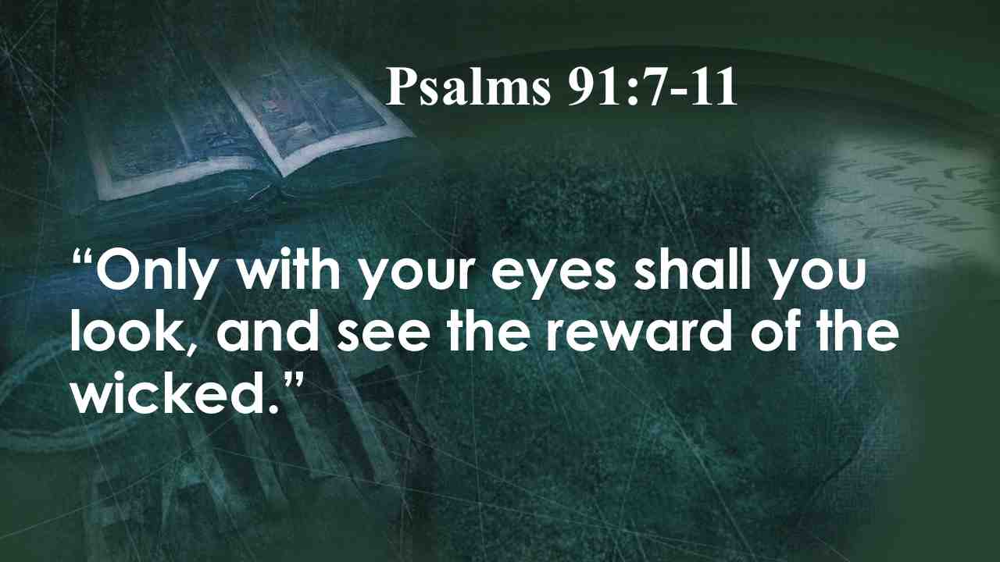 Psalms 91:7-11
“Only with your eyes shall you
look, and see the reward of the
wicked.”